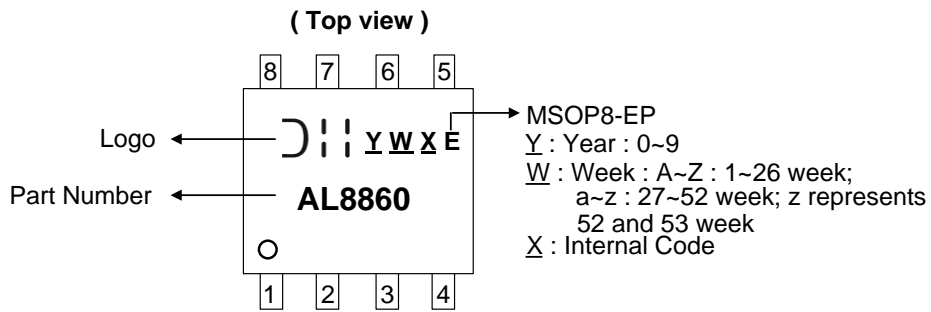 ( Top view )
8 7 6 5
Logo
Y W X E
Part Number
AL8860
MSOP8-EP
Y : Year : 0~9
W : Week : A~Z : 1~26 week;
a~z : 27~52 week; z represents
52 and 53 week
X : Internal Code
1 2 3 4